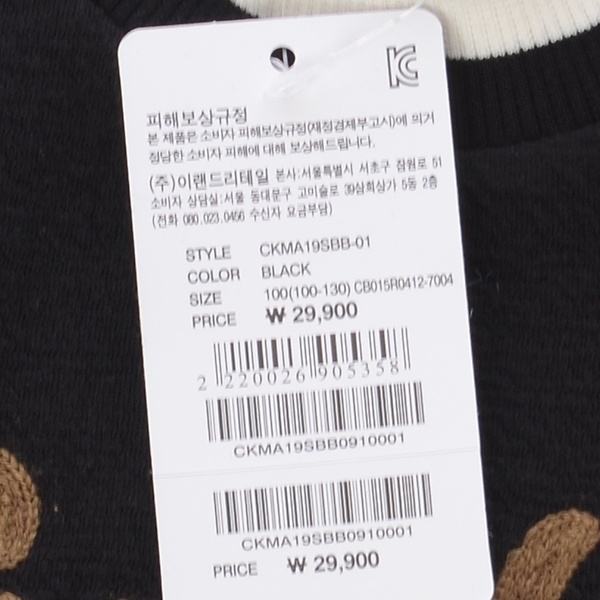 피해보상규정
본 제품은 소비자 피해보상규정(재정경제부고시)에 의거
정당한 소비자 피해에 대해 보상해드립니다.
(주)이랜드리테일 본사:서울특별시 서초구 잠원로 51
소비자 상담실:서울 동대문구 고미술로 39삼희상가 5동 2층
(전화 080.023.0456 수신자 요금부담)
STYLE CKMA19SBB-01
COLOR BLACK
SIZE 100(100-130) CB015R0412-7004
PRICE ₩ 29,900
2 220026 905358
CKMA19SBB0910001
CKMA19SBB0910001
PRICE ₩ 29,900